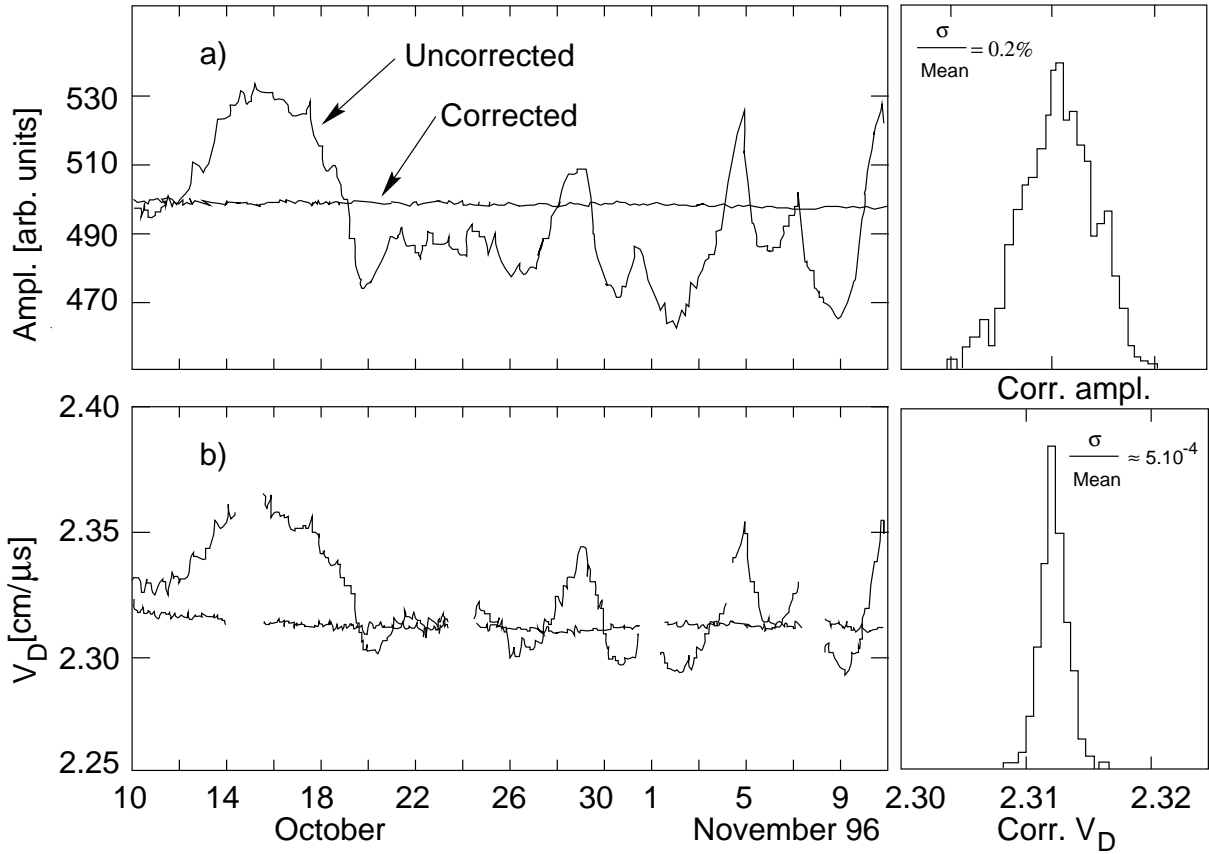 a)
Uncorrected
Corrected
530
510
490
470
Ampl. [arb. units]
σ
Mean
= 0.2%
Corr. ampl.
b)
2.40
2.35
2.30
2.25
V_D [cm/μs]
10 14 18 22 26 30 1 5 9
October
November 96
σ
Mean
≈ 5.10⁻⁴
2.30 2.31 2.32
Corr. V_D